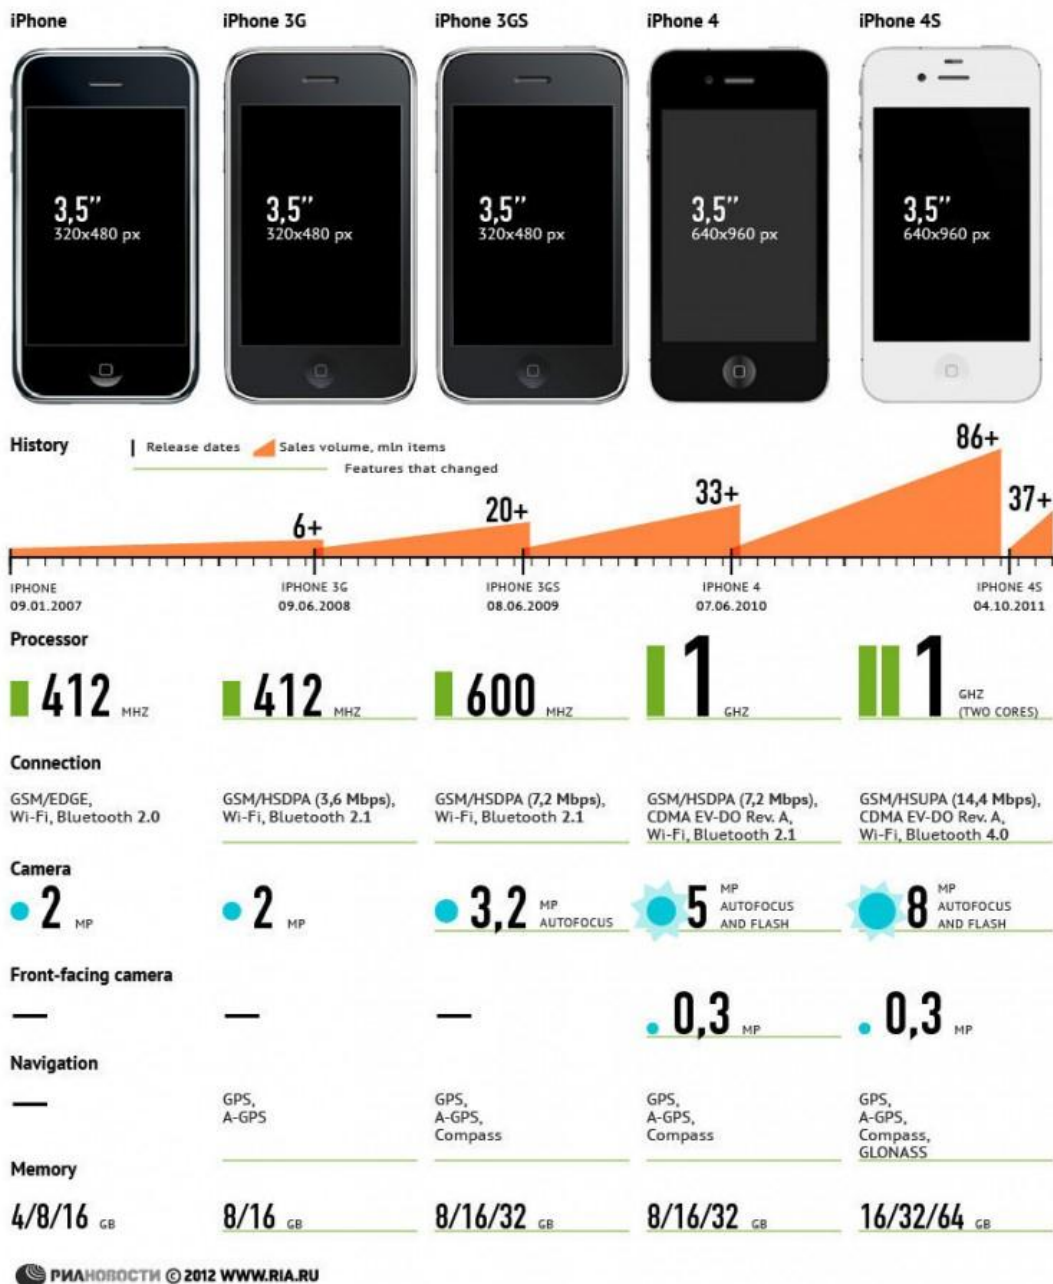 iPhone
iPhone 3G
iPhone 3GS
iPhone 4
iPhone 4S
3,5”
320x480 px
3,5”
320x480 px
3,5”
320x480 px
3,5”
640x960 px
3,5”
640x960 px
History
Release dates
Sales volume, mln items
Features that changed
6+
20+
33+
86+
37+
IPHONE
09.01.2007
IPHONE 3G
09.06.2008
IPHONE 3GS
08.06.2009
IPHONE 4
07.06.2010
IPHONE 4S
04.10.2011
Processor
412 MHZ
412 MHZ
600 MHZ
1 GHZ
1 GHZ
(TWO CORES)
Connection
GSM/EDGE,
Wi-Fi, Bluetooth 2.0
GSM/HSDPA (3,6 Mbps),
Wi-Fi, Bluetooth 2.1
GSM/HSDPA (7,2 Mbps),
Wi-Fi, Bluetooth 2.1
GSM/HSDPA (7,2 Mbps),
CDMA EV-DO Rev. A,
Wi-Fi, Bluetooth 2.1
GSM/HSUPA (14,4 Mbps),
CDMA EV-DO Rev. A,
Wi-Fi, Bluetooth 4.0
Camera
2 MP
2 MP
3,2 MP
AUTOFOCUS
5 MP
AUTOFOCUS
AND FLASH
8 MP
AUTOFOCUS
AND FLASH
Front-facing camera
—
—
—
0,3 MP
0,3 MP
Navigation
—
GPS,
A-GPS
GPS,
A-GPS,
Compass
GPS,
A-GPS,
Compass
GPS,
A-GPS,
Compass,
GLONASS
Memory
4/8/16 GB
8/16 GB
8/16/32 GB
8/16/32 GB
16/32/64 GB
РИАНОВОСТИ © 2012 WWW.RIA.RU